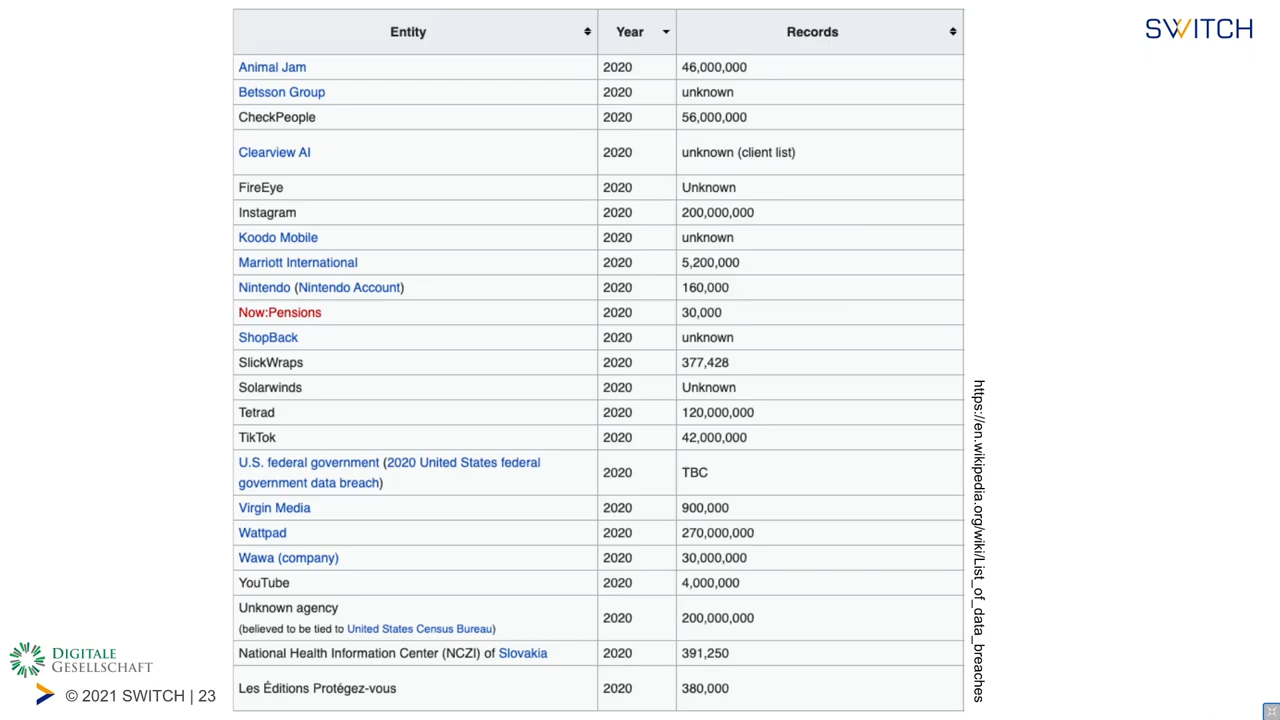 Entity Year Records
Animal Jam 2020 46,000,000
Betsson Group 2020 unknown
CheckPeople 2020 56,000,000
Clearview AI 2020 unknown (client list)
FireEye 2020 Unknown
Instagram 2020 200,000,000
Koodo Mobile 2020 unknown
Marriott International 2020 5,200,000
Nintendo (Nintendo Account) 2020 160,000
Now:Pensions 2020 30,000
ShopBack 2020 unknown
SlickWraps 2020 377,428
Solarwinds 2020 Unknown
Tetrad 2020 120,000,000
TikTok 2020 42,000,000
U.S. federal government (2020 United States federal
government data breach) 2020 TBC
Virgin Media 2020 900,000
Wattpad 2020 270,000,000
Wawa (company) 2020 30,000,000
YouTube 2020 4,000,000
Unknown agency
(believed to be tied to United States Census Bureau) 2020 200,000,000
National Health Information Center (NCZI) of Slovakia 2020 391,250
Les Éditions Protégez-vous 2020 380,000
https://en.wikipedia.org/wiki/List_of_data_breaches
SWITCH
DIGITALE
GESELLSCHAFT
© 2021 SWITCH | 23